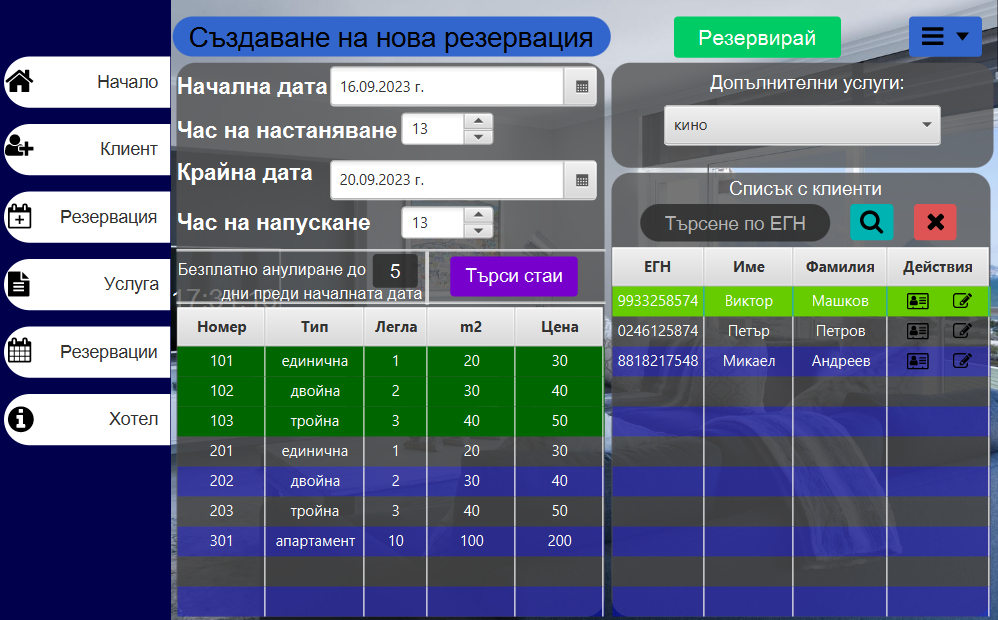 Създаване на нова резервация
Резервирай
Начало
Клиент
Резервация
Услуга
Резервации
Хотел
Начална дата 16.09.2023 г.
Час на настаняване 13
Крайна дата 20.09.2023 г.
Час на напускане 13
Безплатно анулиране до 5
дни преди началната дата
Търси стаи
Номер Тип Легла m2 Цена
101 единична 1 20 30
102 двойна 2 30 40
103 тройна 3 40 50
201 единична 1 20 30
202 двойна 2 30 40
203 тройна 3 40 50
301 апартамент 10 100 200
Допълнителни услуги:
кино
Списък с клиенти
Търсене по ЕГН
ЕГН Име Фамилия Действия
9933258574 Виктор Машков
0246125874 Петър Петров
8818217548 Микаел Андреев